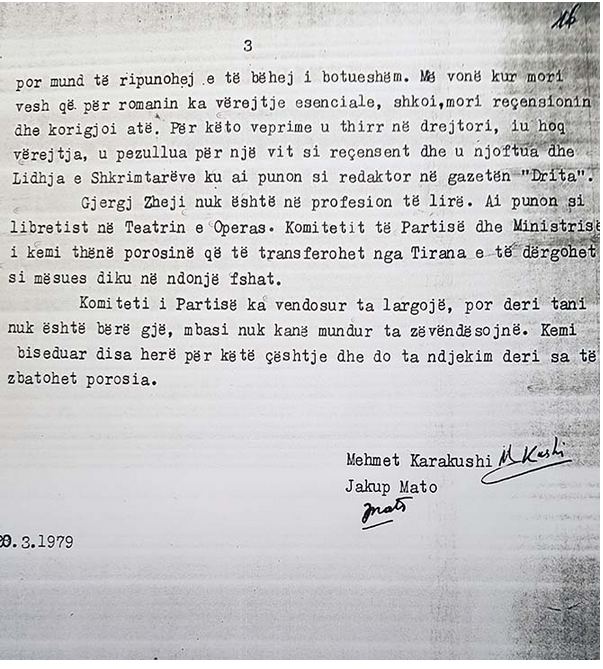 16
3
por mund të ripunohej e të bëhej i botueshëm. Më vonë kur mori
vesh që për romanin ka vërejtje esenciale, shkoi,mori reçensionin
dhe korigjoi atë. Për këto veprime u thirr në drejtori, iu hoq
vërejtja, u pezullua për një vit si reçensent dhe u njoftua dhe
Lidhja e Shkrimtarëve ku ai punon si redaktor në gazetën "Drita".
Gjergj Zheji nuk është në profesion të lirë. Ai punon si
libretist në Teatrin e Operas. Komitetit të Partisë dhe Ministrisë
i kemi thënë porosinë që të transferohet nga Tirana e të dërgohet
si mësues diku në ndonjë fshat.
Komiteti i Partisë ka vendosur ta largojë, por deri tani
nuk është bërë gjë, mbasi nuk kanë mundur ta zëvëndësojnë. Kemi
biseduar disa herë për këtë çështje dhe do ta ndjekim deri sa të
zbatohet porosia.
Mehmet Karakushi M Kushi
Jakup Mato
Mato
.3.1979